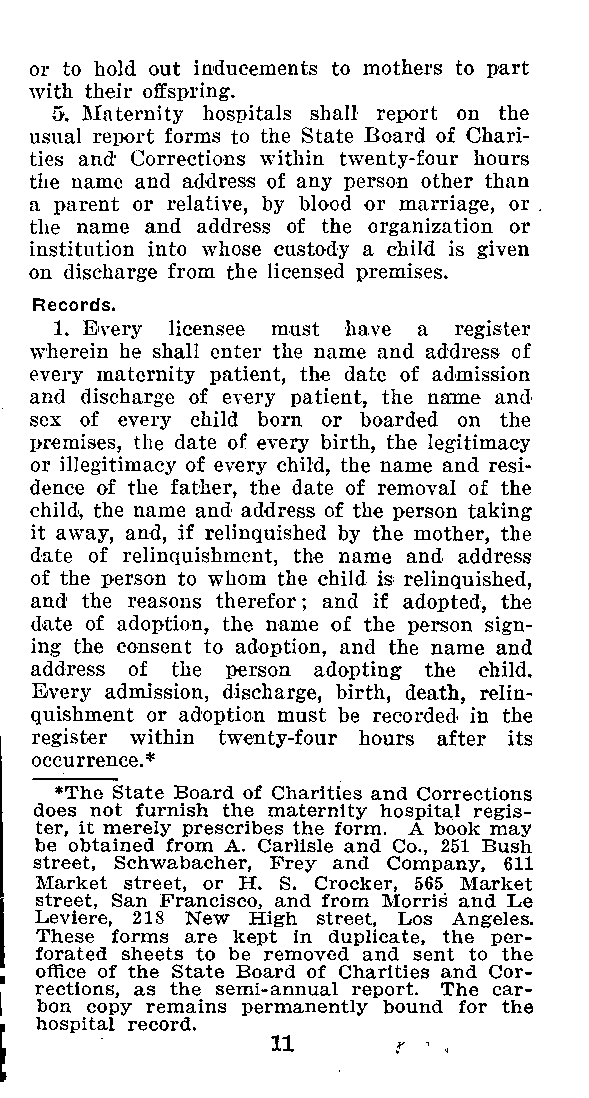 or to hold out inducements to mothers to part
with their offspring.
5. Maternity hospitals shall report on the
usual report forms to the State Board of Chari-
ties and Corrections within twenty-four hours
the name and address of any person other than
a parent or relative, by blood or marriage, or
the name and address of the organization or
institution into whose custody a child is given
on discharge from the licensed premises.
Records.
1. Every licensee must have a register
wherein he shall enter the name and address of
every maternity patient, the date of admission
and discharge of every patient, the name and
sex of every child born or boarded on the
premises, the date of every birth, the legitimacy
or illegitimacy of every child, the name and resi-
dence of the father, the date of removal of the
child, the name and address of the person taking
it away, and, if relinquished by the mother, the
date of relinquishment, the name and address
of the person to whom the child is relinquished,
and the reasons therefor; and if adopted, the
date of adoption, the name of the person sign-
ing the consent to adoption, and the name and
address of the person adopting the child.
Every admission, discharge, birth, death, relin-
quishment or adoption must be recorded in the
register within twenty-four hours after its
occurrence.*
*The State Board of Charities and Corrections
does not furnish the maternity hospital regis-
ter, it merely prescribes the form. A book may
be obtained from A. Carlisle and Co., 251 Bush
street, Schwabacher, Frey and Company, 611
Market street, or H. S. Crocker, 565 Market
street, San Francisco, and from Morris and Le
Leviere, 218 New High street, Los Angeles.
These forms are kept in duplicate, the per-
forated sheets to be removed and sent to the
office of the State Board of Charities and Cor-
rections, as the semi-annual report. The car-
bon copy remains permanently bound for the
hospital record.
11